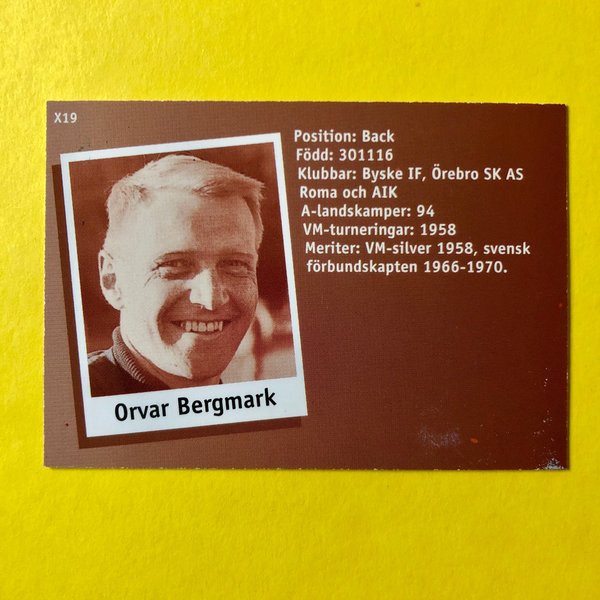 X19
Position: Back
Född: 301116
Klubbar: Byske IF, Örebro SK AS
Roma och AIK
A-landskamper: 94
VM-turneringar: 1958
Meriter: VM-silver 1958, svensk
förbundskapten 1966-1970.
Orvar Bergmark